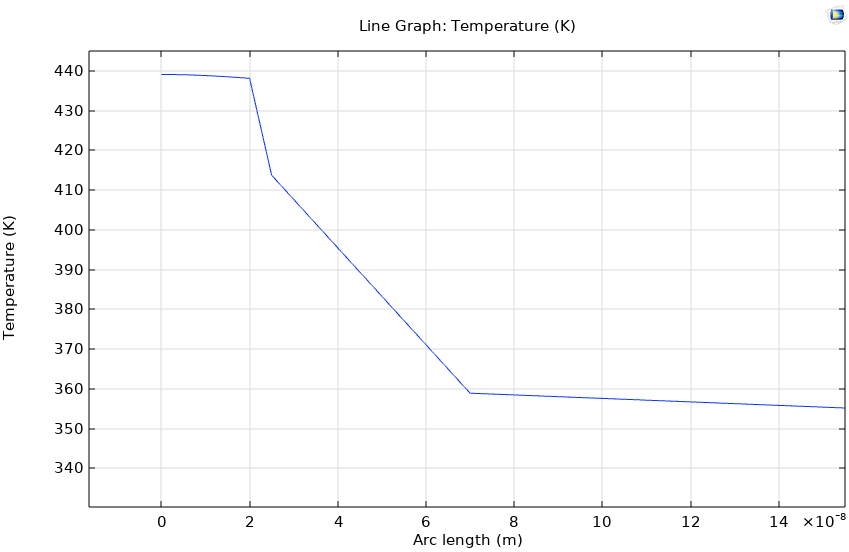 Line Graph: Temperature (K)
Temperature (K)
440
430
420
410
400
390
380
370
360
350
340
0 2 4 6 8 10 12 14 ×10⁻⁸
Arc length (m)